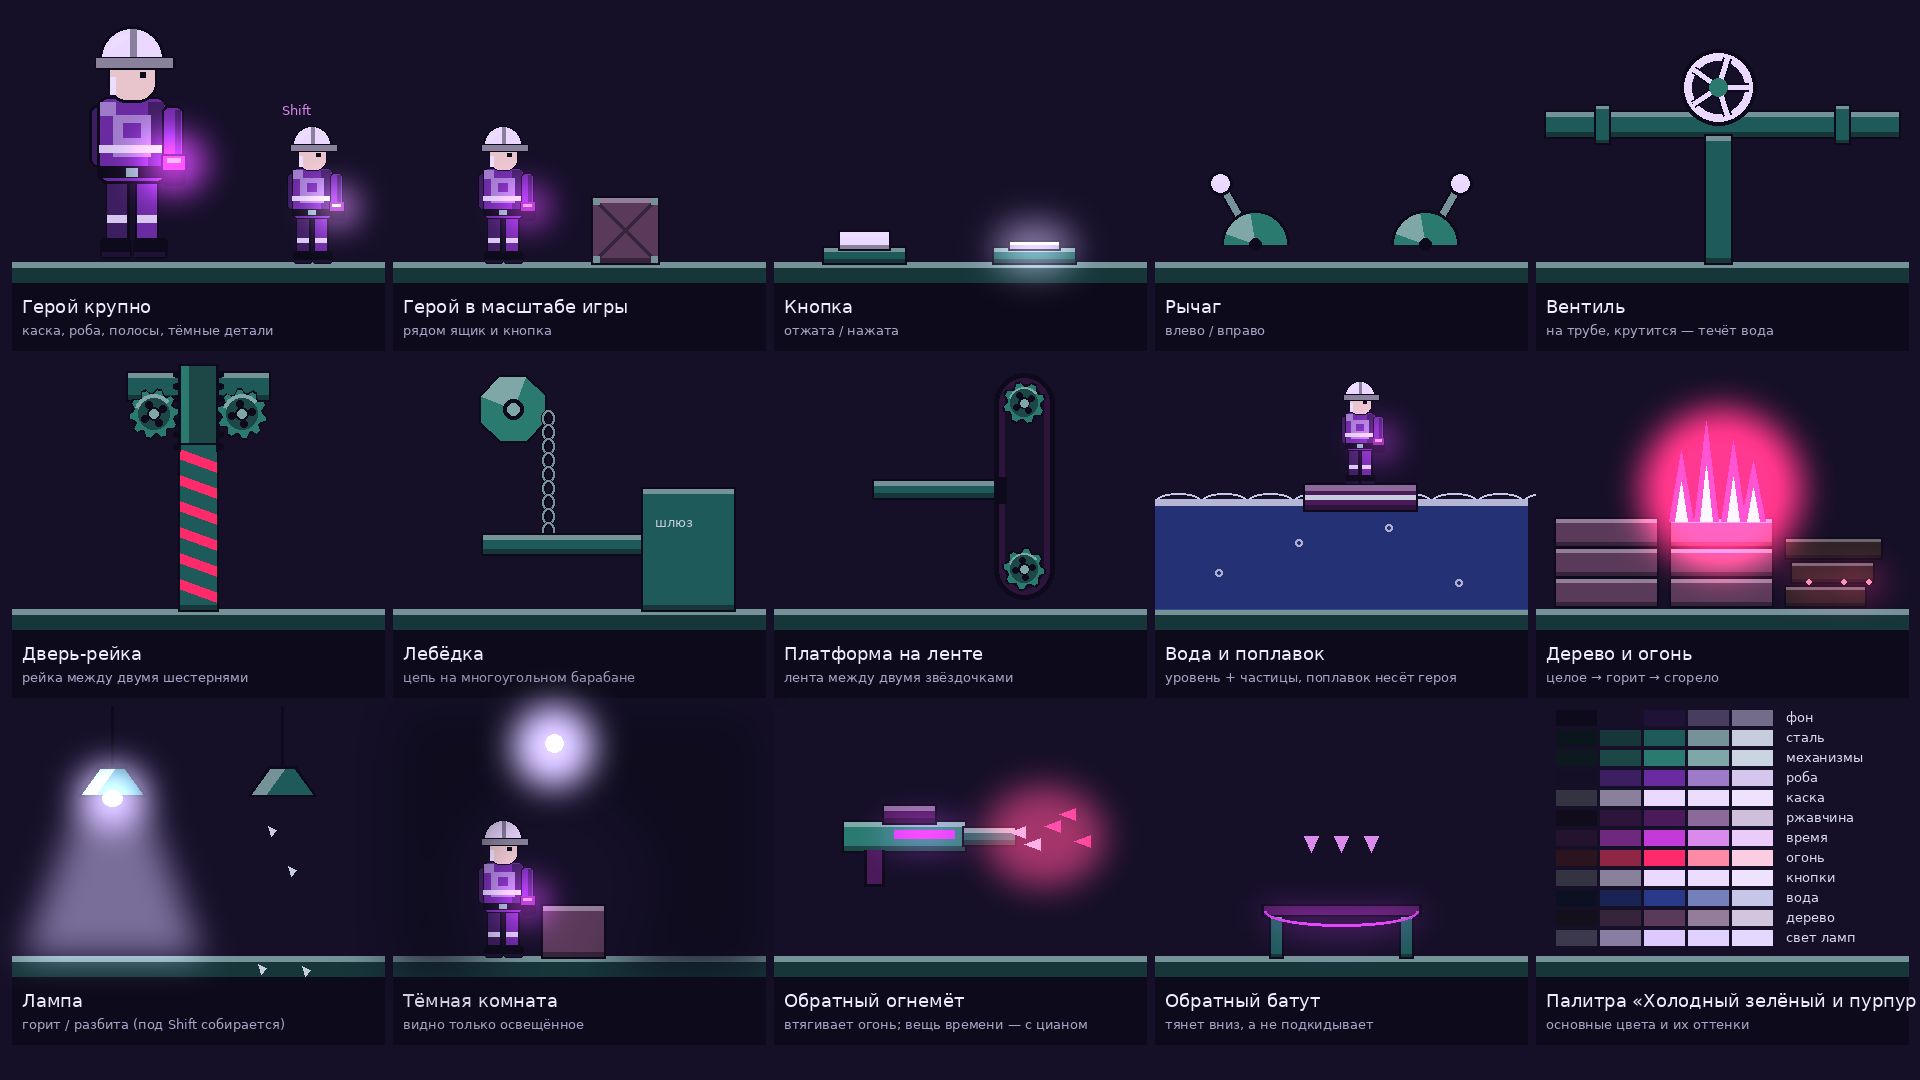 Shift
Герой крупно
каска, роба, полосы, тёмные детали
Герой в масштабе игры
рядом ящик и кнопка
Кнопка
отжата / нажата
Рычаг
влево / вправо
Вентиль
на трубе, крутится — течёт вода
Дверь-рейка
рейка между двумя шестернями
шлюз
Лебёдка
цепь на многоугольном барабане
Платформа на ленте
лента между двумя звёздочками
Вода и поплавок
уровень + частицы, поплавок несёт героя
Дерево и огонь
целое → горит → сгорело
Лампа
горит / разбита (под Shift собирается)
Тёмная комната
видно только освещённое
Обратный огнемёт
втягивает огонь; вещь времени — с цианом
Обратный батут
тянет вниз, а не подкидывает
фон
сталь
механизмы
роба
каска
ржавчина
время
огонь
кнопки
вода
дерево
свет ламп
Палитра «Холодный зелёный и пурпур
основные цвета и их оттенки